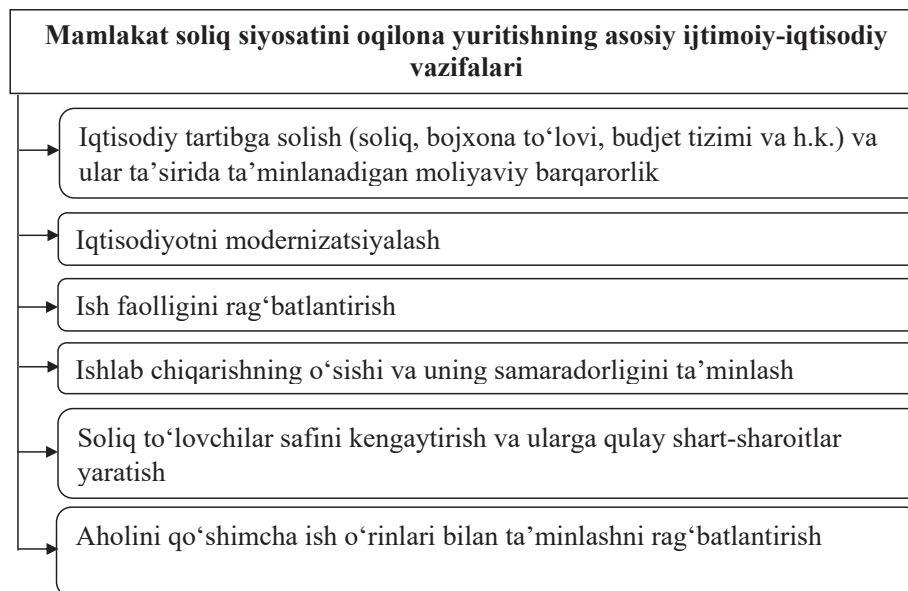 Mamlakat soliq siyosatini oqilona yuritishning asosiy ijtimoiy-iqtisodiy
vazifalari
Iqtisodiy tartibga solish (soliq, bojxona to‘lovi, budjet tizimi va h.k.) va
ular ta’sirida ta’minlanadigan moliyaviy barqarorlik
Iqtisodiyotni modernizatsiyalash
Ish faolligini rag‘batlantirish
Ishlab chiqarishning o‘sishi va uning samaradorligini ta’minlash
Soliq to‘lovchilar safini kengaytirish va ularga qulay shart-sharoitlar
yaratish
Aholini qo‘shimcha ish o‘rinlari bilan ta’minlashni rag‘batlantirish